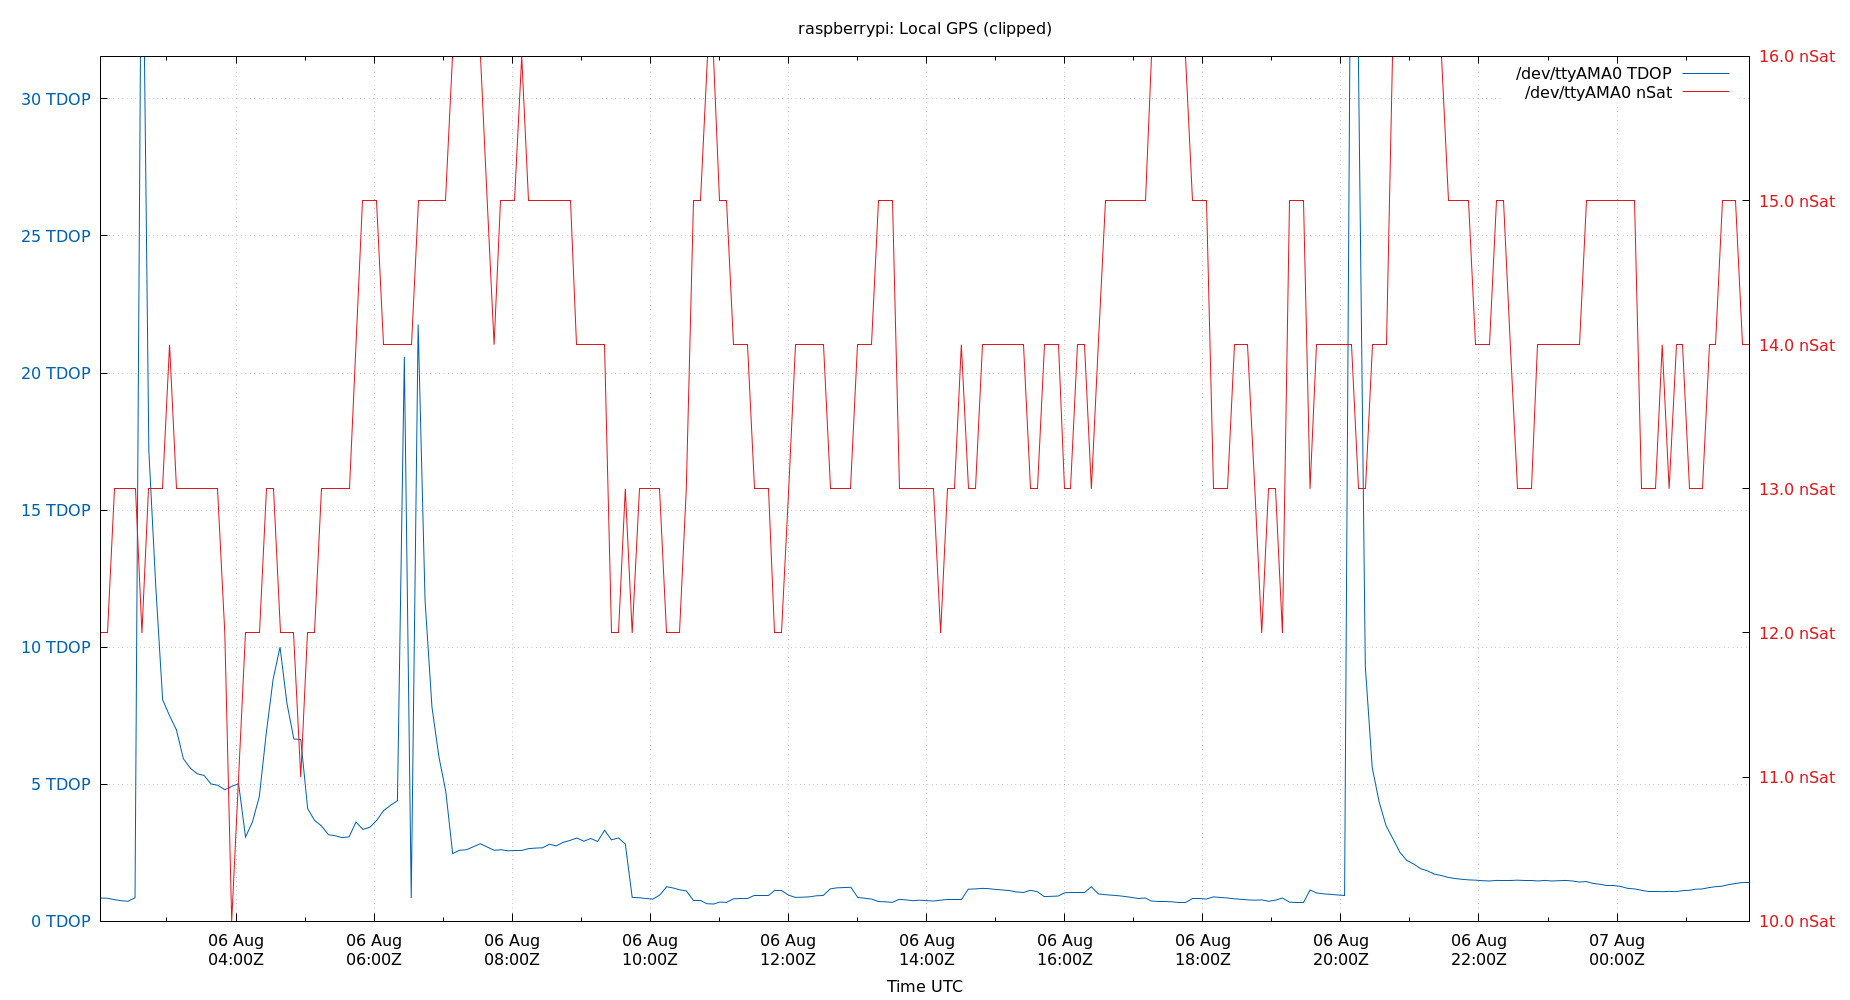 raspberrypi: Local GPS (clipped)
/dev/ttyAMA0 TDOP
/dev/ttyAMA0 nSat
30 TDOP
25 TDOP
20 TDOP
15 TDOP
10 TDOP
5 TDOP
0 TDOP
16.0 nSat
15.0 nSat
14.0 nSat
13.0 nSat
12.0 nSat
11.0 nSat
10.0 nSat
06 Aug
04:00Z
06 Aug
06:00Z
06 Aug
08:00Z
06 Aug
10:00Z
06 Aug
12:00Z
06 Aug
14:00Z
06 Aug
16:00Z
06 Aug
18:00Z
06 Aug
20:00Z
06 Aug
22:00Z
07 Aug
00:00Z
Time UTC